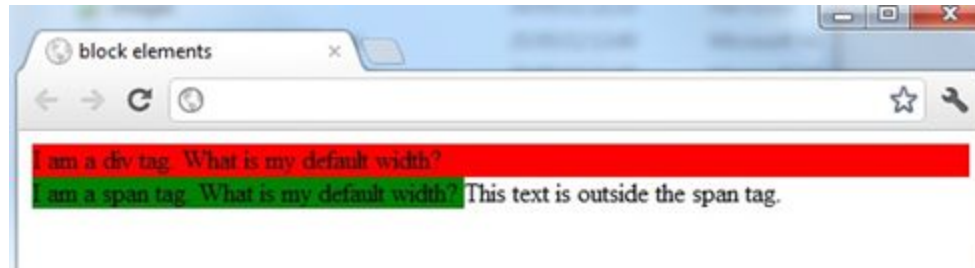 block elements
I am a div tag. What is my default width?
I am a span tag. What is my default width? This text is outside the span tag.